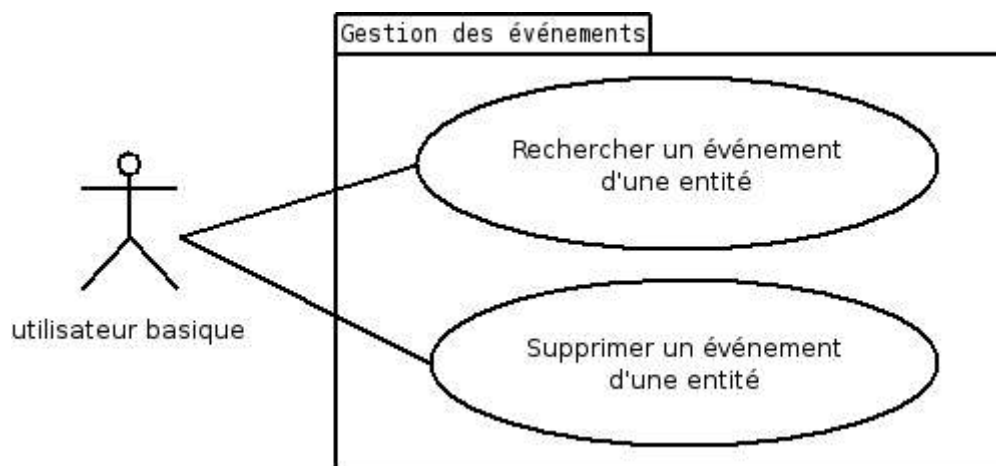 Gestion des événements
Rechercher un événement
d'une entité
utilisateur basique
Supprimer un événement
d'une entité